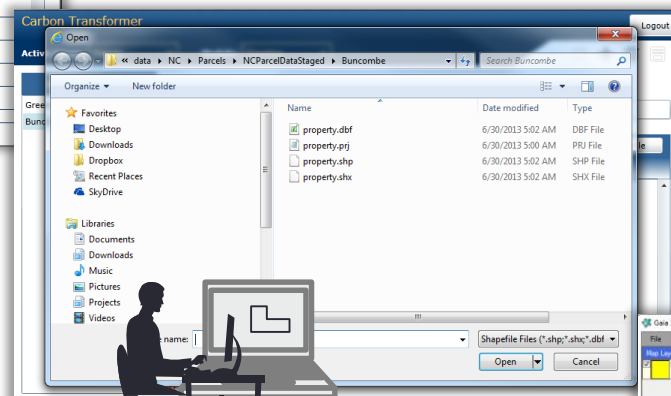 Carbon Transformer
Logout
Open
Activ
« data ▸ NC ▸ Parcels ▸ NCParcelDataStaged ▸ Buncombe
Search Buncombe
Organize
New folder
Gree
Bunc
Favorites
Desktop
Downloads
Dropbox
Recent Places
SkyDrive
Libraries
Documents
Downloads
Music
Pictures
Projects
Videos
Name Date modified Type
property.dbf 6/30/2013 5:02 AM DBF File
property.prj 6/30/2013 5:00 AM PRJ File
property.shp 6/30/2013 5:02 AM SHP File
property.shx 6/30/2013 5:02 AM SHX File
le
name:
Shapefile Files (*.shp;*.shx;*.dbf
Open
Cancel
Gaia
File
Map Lay